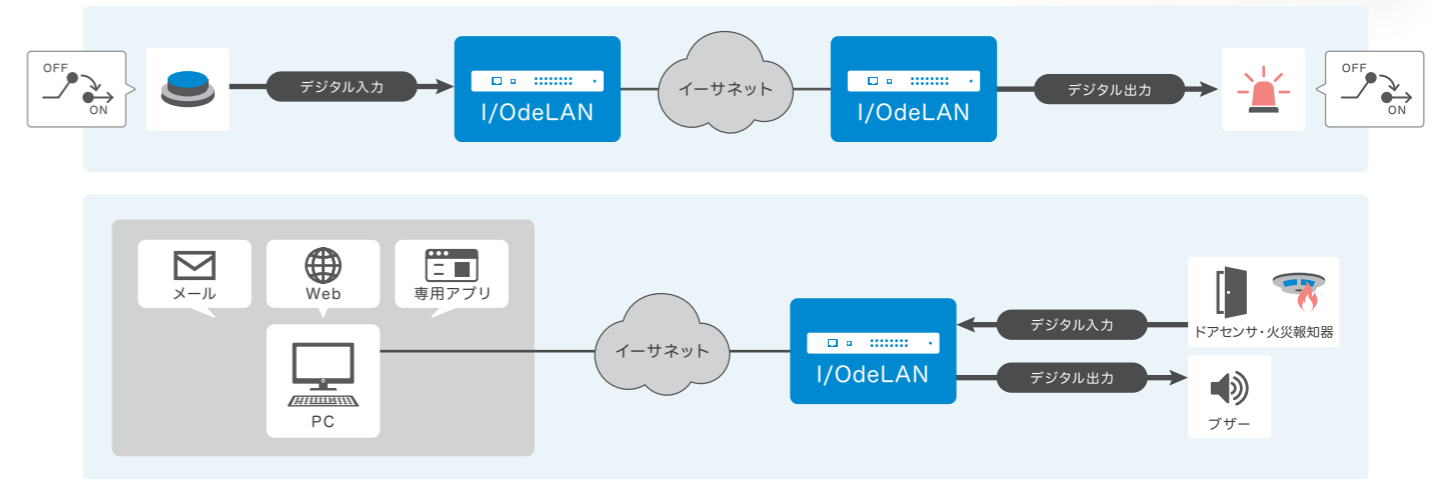 OFF
ON
デジタル入力
I/OdeLAN
イーサネット
I/OdeLAN
デジタル出力
OFF
ON
メール
Web
専用アプリ
PC
イーサネット
I/OdeLAN
デジタル入力
デジタル出力
ドアセンサ・火災報知器
ブザー